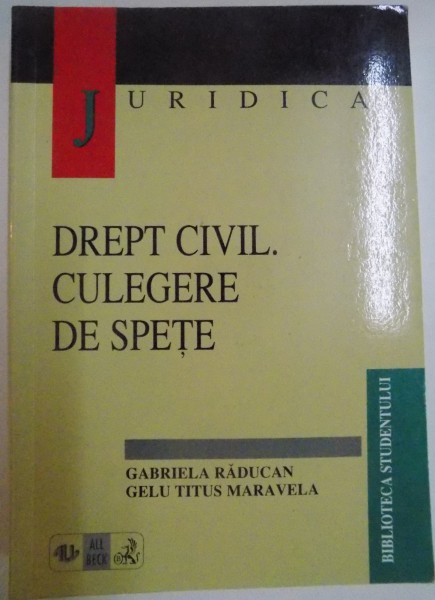 JURIDICA
DREPT CIVIL.
CULEGERE
DE SPEȚE
GABRIELA RĂDUCAN
GELU TITUS MARAVELA
BIBLIOTECA STUDENTULUI
ALL
BECK